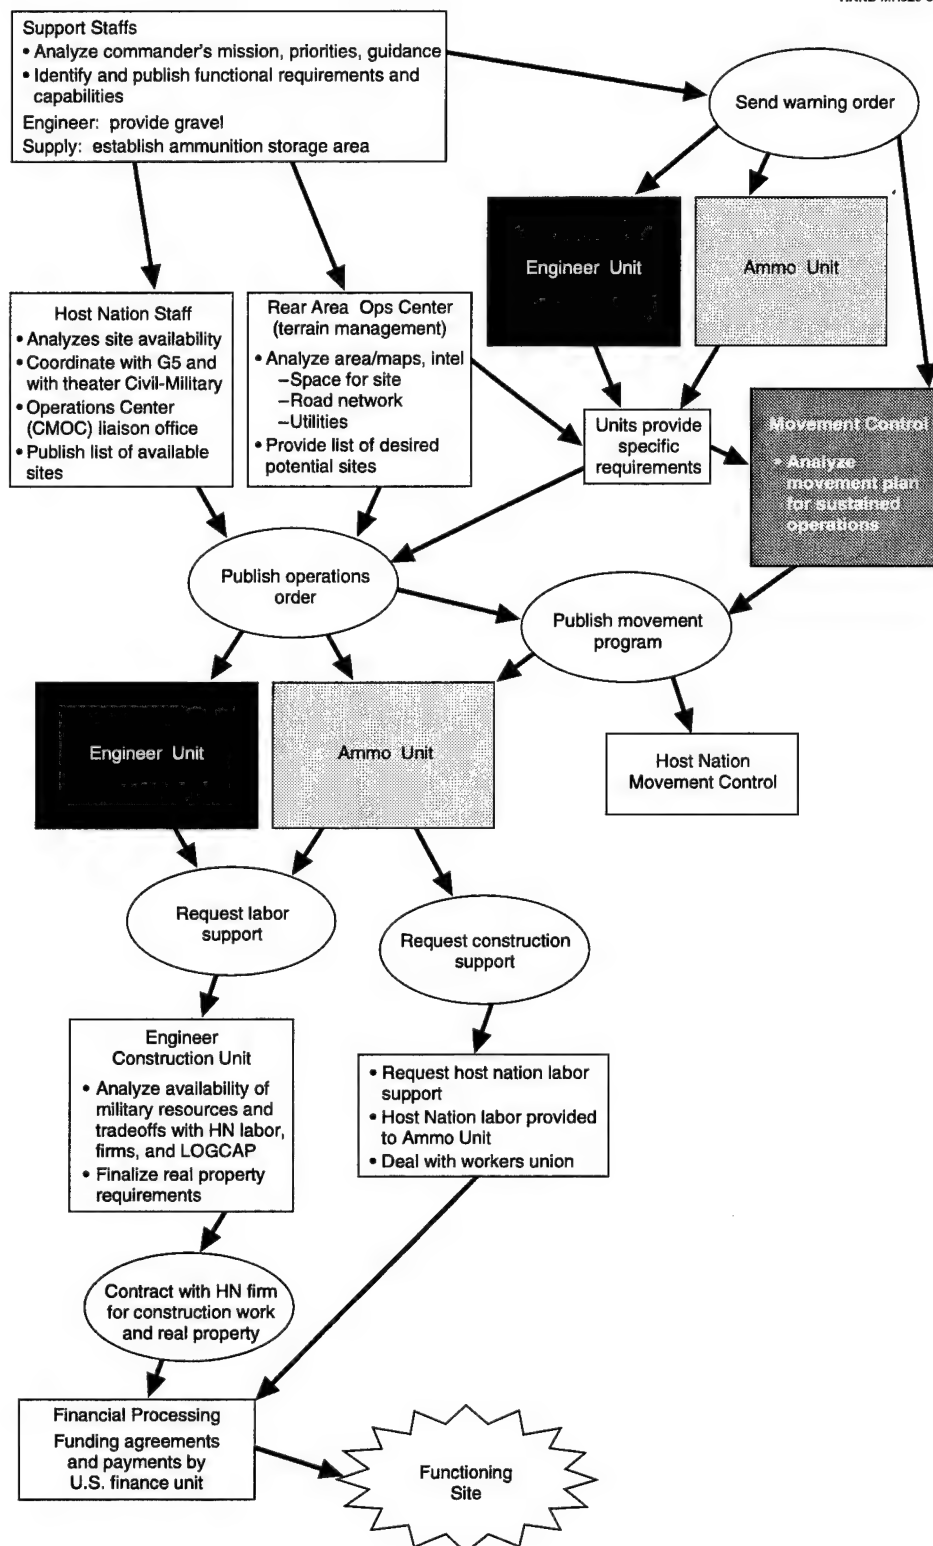 Support Staffs
• Analyze commander's mission, priorities, guidance
• Identify and publish functional requirements and
capabilities
Engineer: provide gravel
Supply: establish ammunition storage area
Send warning order
Engineer Unit
Ammo Unit
Host Nation Staff
• Analyzes site availability
• Coordinate with G5 and
with theater Civil-Military
• Operations Center
(CMOC) liaison office
• Publish list of available
sites
Rear Area Ops Center
(terrain management)
• Analyze area/maps, intel
–Space for site
–Road network
–Utilities
• Provide list of desired
potential sites
Units provide
specific
requirements
Movement Control
• Analyze
movement plan
for sustained
operations
Publish operations
order
Publish movement
program
Engineer Unit
Ammo Unit
Host Nation
Movement Control
Request labor
support
Request construction
support
Engineer
Construction Unit
• Analyze availability of
military resources and
tradeoffs with HN labor,
firms, and LOGCAP
• Finalize real property
requirements
• Request host nation labor
support
• Host Nation labor provided
to Ammo Unit
• Deal with workers union
Contract with HN firm
for construction work
and real property
Financial Processing
Funding agreements
and payments by
U.S. finance unit
Functioning
Site